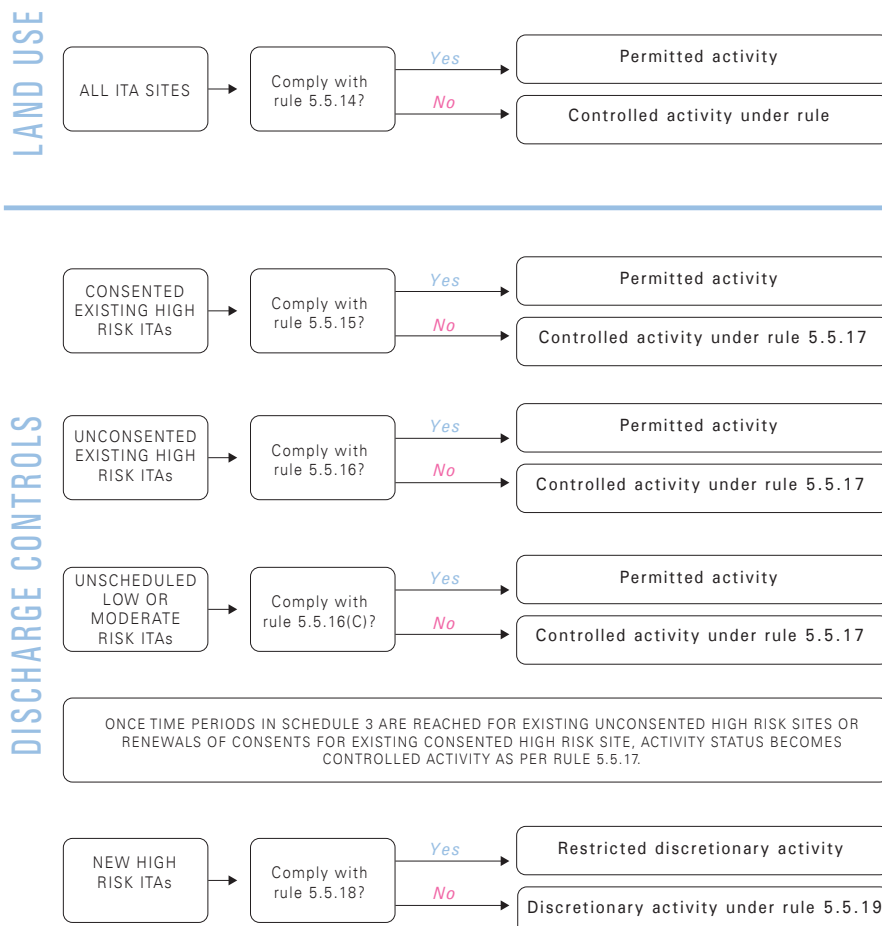 LAND USE
ALL ITA SITES
Comply with
rule 5.5.14?
Yes
Permitted activity
No
Controlled activity under rule
DISCHARGE CONTROLS
CONSENTED
EXISTING HIGH
RISK ITAs
Comply with
rule 5.5.15?
Yes
Permitted activity
No
Controlled activity under rule 5.5.17
UNCONSENTED
EXISTING HIGH
RISK ITAs
Comply with
rule 5.5.16?
Yes
Permitted activity
No
Controlled activity under rule 5.5.17
UNSCHEDULED
LOW OR
MODERATE
RISK ITAs
Comply with
rule 5.5.16(C)?
Yes
Permitted activity
No
Controlled activity under rule 5.5.17
ONCE TIME PERIODS IN SCHEDULE 3 ARE REACHED FOR EXISTING UNCONSENTED HIGH RISK SITES OR
RENEWALS OF CONSENTS FOR EXISTING CONSENTED HIGH RISK SITE, ACTIVITY STATUS BECOMES
CONTROLLED ACTIVITY AS PER RULE 5.5.17.
NEW HIGH
RISK ITAs
Comply with
rule 5.5.18?
Yes
Restricted discretionary activity
No
Discretionary activity under rule 5.5.19